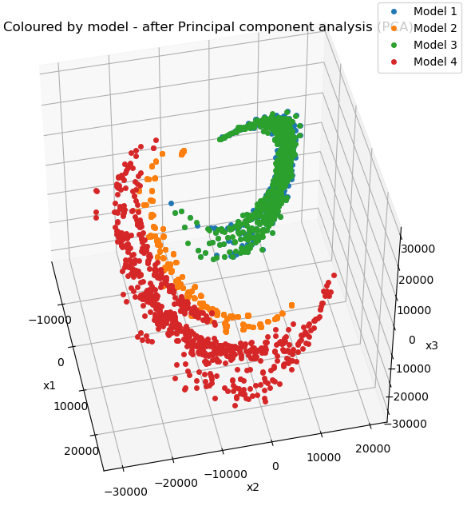 Coloured by model - after Principal component analysis (PCA)
Model 1
Model 2
Model 3
Model 4
30000
20000
10000
0
x3
−10000
−20000
−30000
−10000
0
x1
10000
20000
−30000
−20000
−10000
0
10000
20000
x2